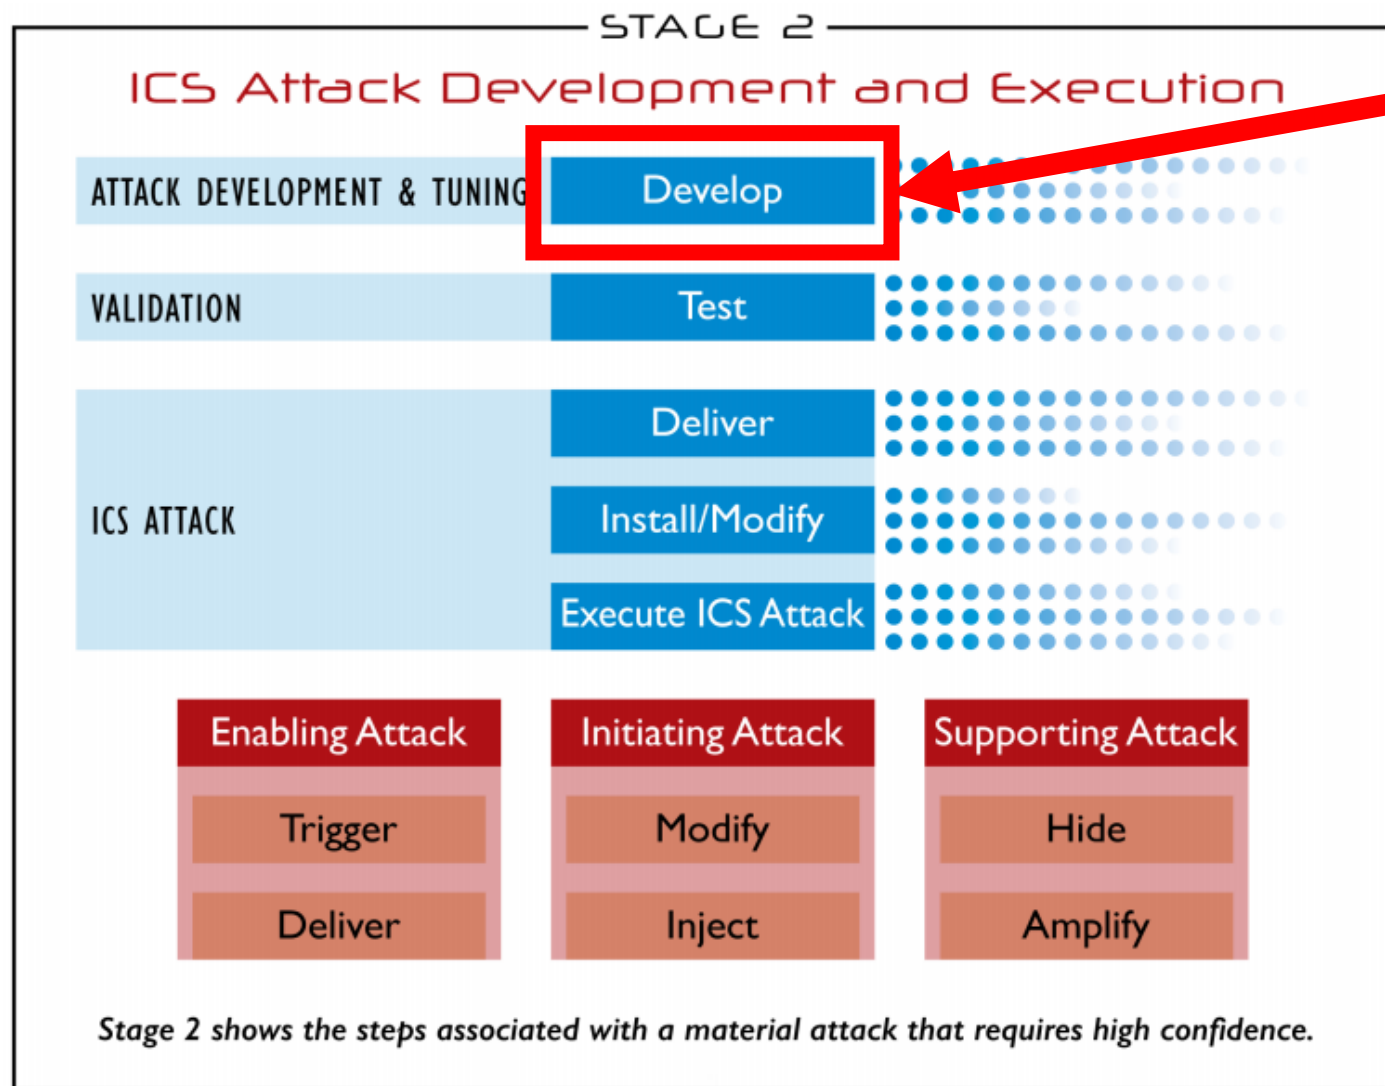 STAGE 2
ICS Attack Development and Execution
ATTACK DEVELOPMENT & TUNING
Develop
VALIDATION
Test
Deliver
ICS ATTACK
Install/Modify
Execute ICS Attack
Enabling Attack
Initiating Attack
Supporting Attack
Trigger
Modify
Hide
Deliver
Inject
Amplify
Stage 2 shows the steps associated with a material attack that requires high confidence.